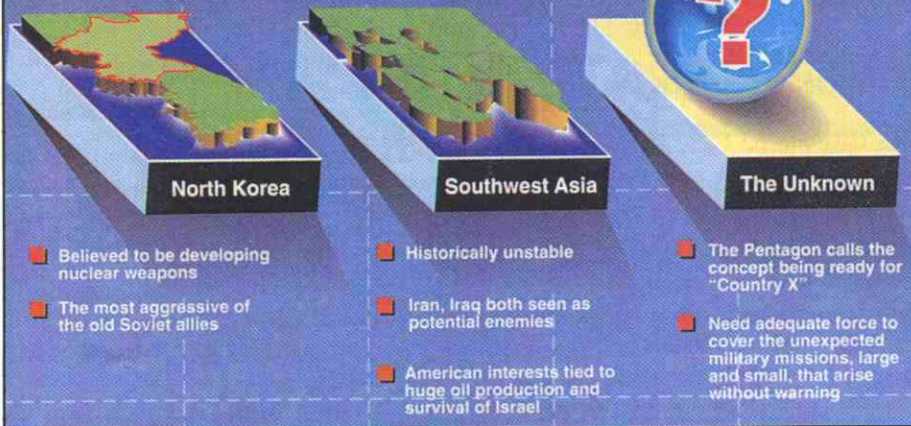 ?
North Korea
Southwest Asia
The Unknown
Believed to be developing
nuclear weapons
The most aggressive of
the old Soviet allies
Historically unstable
Iran, Iraq both seen as
potential enemies
American interests tied to
huge oil production and
survival of Israel
The Pentagon calls the
concept being ready for
"Country X"
Need adequate force to
cover the unexpected
military missions, large
and small, that arise
without warning